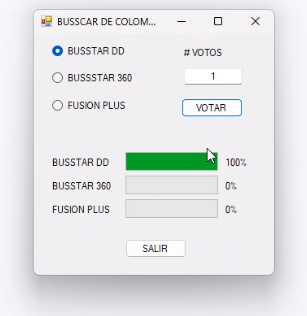 BUSSCAR DE COLOM...
BUSSTAR DD
# VOTOS
BUSSSTAR 360
1
FUSION PLUS
VOTAR
BUSSTAR DD 100%
BUSSTAR 360 0%
FUSION PLUS 0%
SALIR